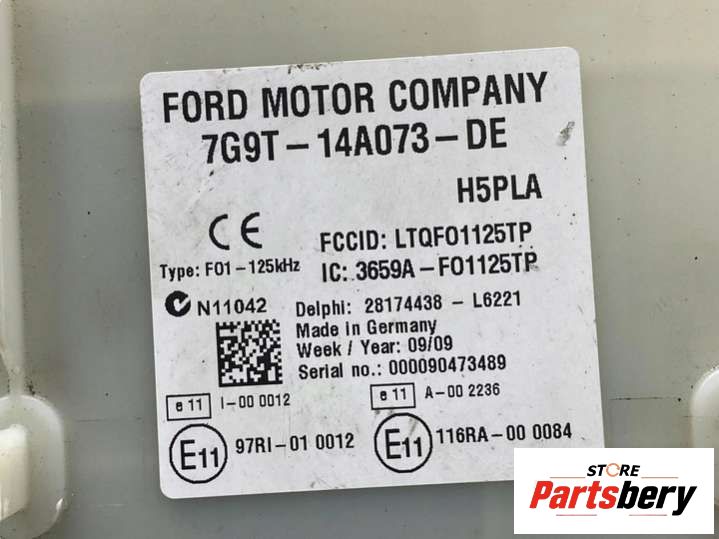 FORD MOTOR COMPANY
7G9T-14A073-DE
H5PLA
CE
FCCID: LTQF01125TP
Type: F01-125kHz
IC: 3659A-F01125TP
N11042
Delphi: 28174438-L6221
Made in Germany
Week / Year: 09/09
Serial no.: 000090473489
e 11 I-00 0012
e 11 A-00 2236
E11 97RI-01 0012
E11 116RA-00 0084
STORE
Partsbery